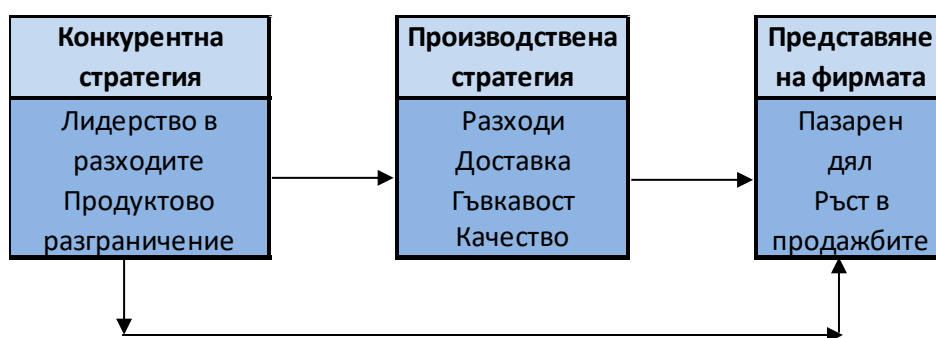 Конкурентна
стратегия
Лидерство в
разходите
Продуктово
разграничение
Производствена
стратегия
Разходи
Доставка
Гъвкавост
Качество
Представяне
на фирмата
Пазарен
дял
Ръст в
продажбите